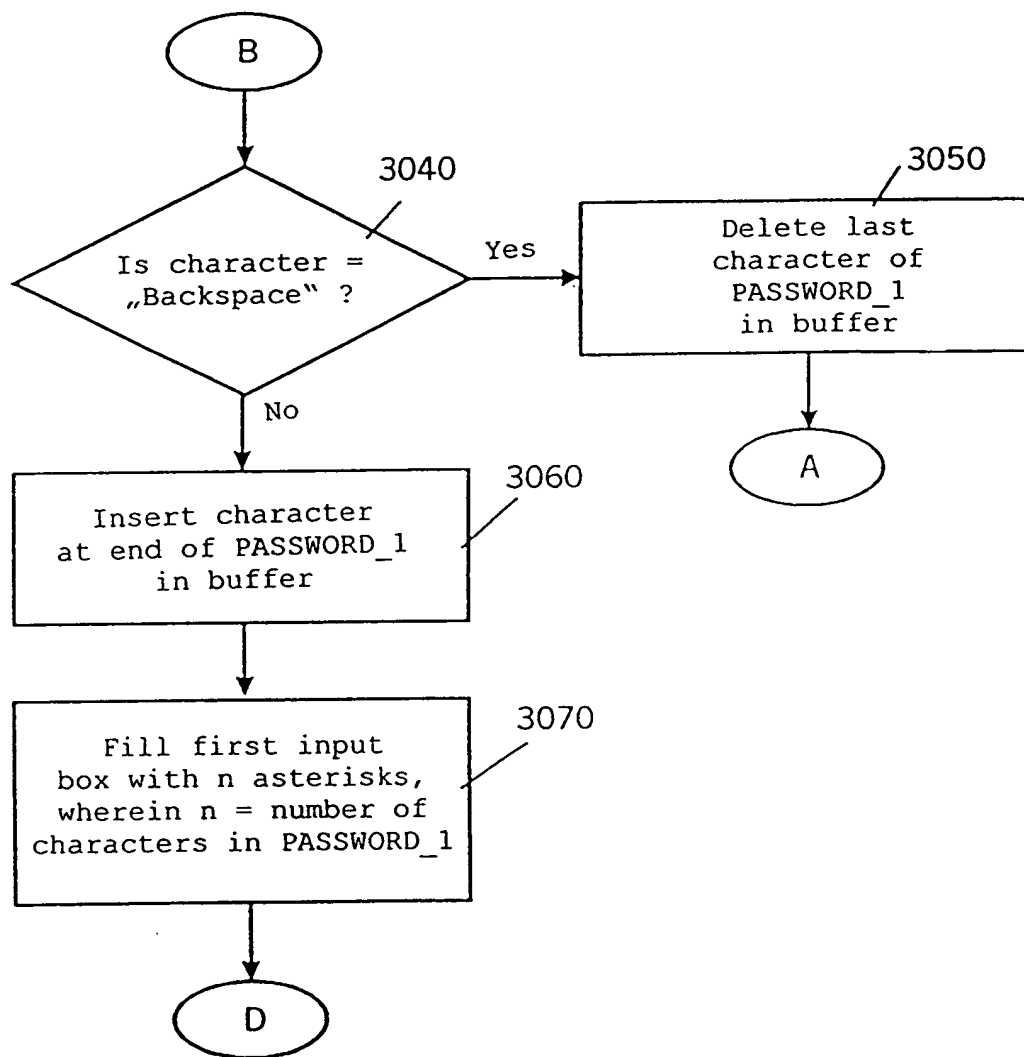 B
3040
Is character =
„Backspace“ ?
Yes
3050
Delete last
character of
PASSWORD_1
in buffer
A
No
3060
Insert character
at end of PASSWORD_1
in buffer
3070
Fill first input
box with n asterisks,
wherein n = number of
characters in PASSWORD_1
D